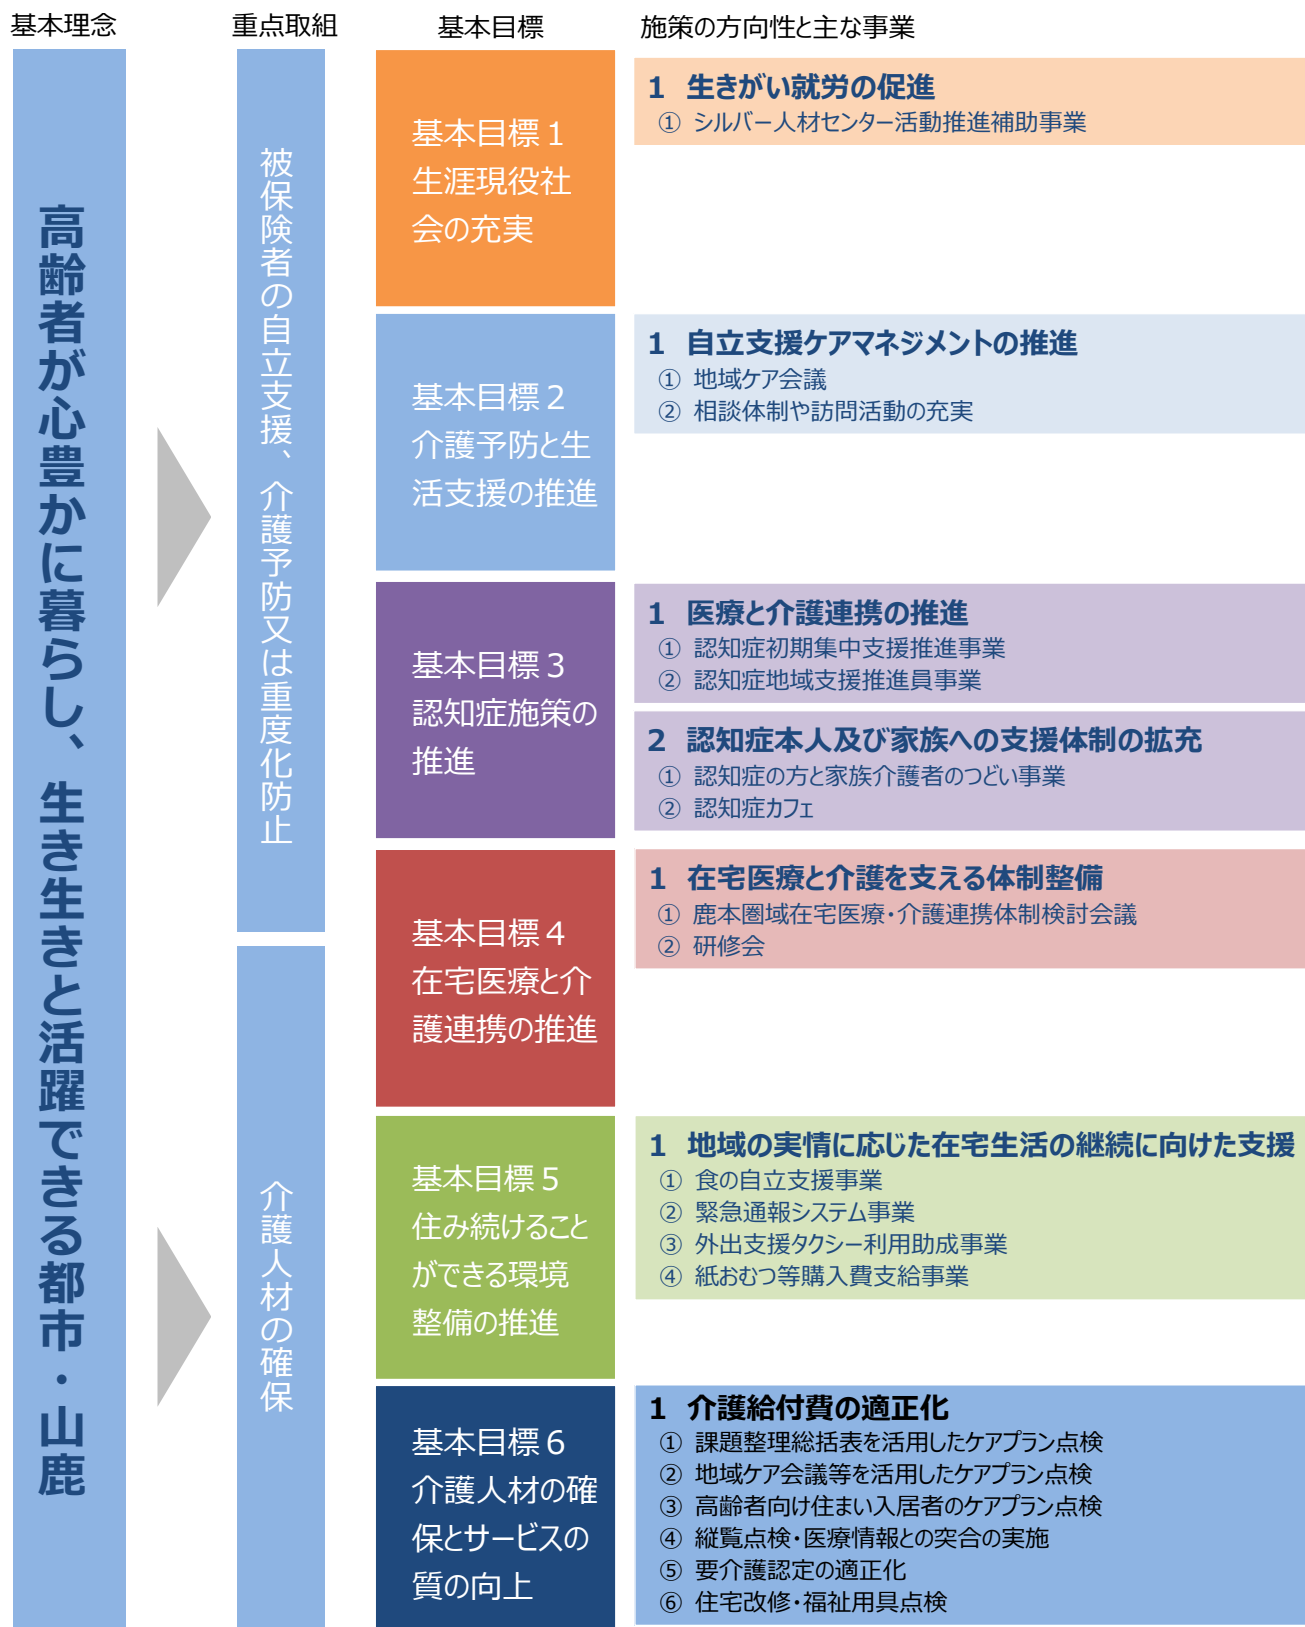 基本理念
重点取組
基本目標
施策の方向性と主な事業
高齢者が心豊かに暮らし、生き生きと活躍できる都市・山鹿
被保険者の自立支援、介護予防又は重度化防止
介護人材の確保
基本目標１
生涯現役社
会の充実
1 生きがい就労の促進
① シルバー人材センター活動推進補助事業
基本目標２
介護予防と生
活支援の推進
1 自立支援ケアマネジメントの推進
① 地域ケア会議
② 相談体制や訪問活動の充実
基本目標３
認知症施策の
推進
1 医療と介護連携の推進
① 認知症初期集中支援推進事業
② 認知症地域支援推進員事業
2 認知症本人及び家族への支援体制の拡充
① 認知症の方と家族介護者のつどい事業
② 認知症カフェ
基本目標４
在宅医療と介
護連携の推進
1 在宅医療と介護を支える体制整備
① 鹿本圏域在宅医療・介護連携体制検討会議
② 研修会
基本目標５
住み続けること
ができる環境
整備の推進
1 地域の実情に応じた在宅生活の継続に向けた支援
① 食の自立支援事業
② 緊急通報システム事業
③ 外出支援タクシー利用助成事業
④ 紙おむつ等購入費支給事業
基本目標６
介護人材の確
保とサービスの
質の向上
1 介護給付費の適正化
① 課題整理総括表を活用したケアプラン点検
② 地域ケア会議等を活用したケアプラン点検
③ 高齢者向け住まい入居者のケアプラン点検
④ 縦覧点検・医療情報との突合の実施
⑤ 要介護認定の適正化
⑥ 住宅改修・福祉用具点検